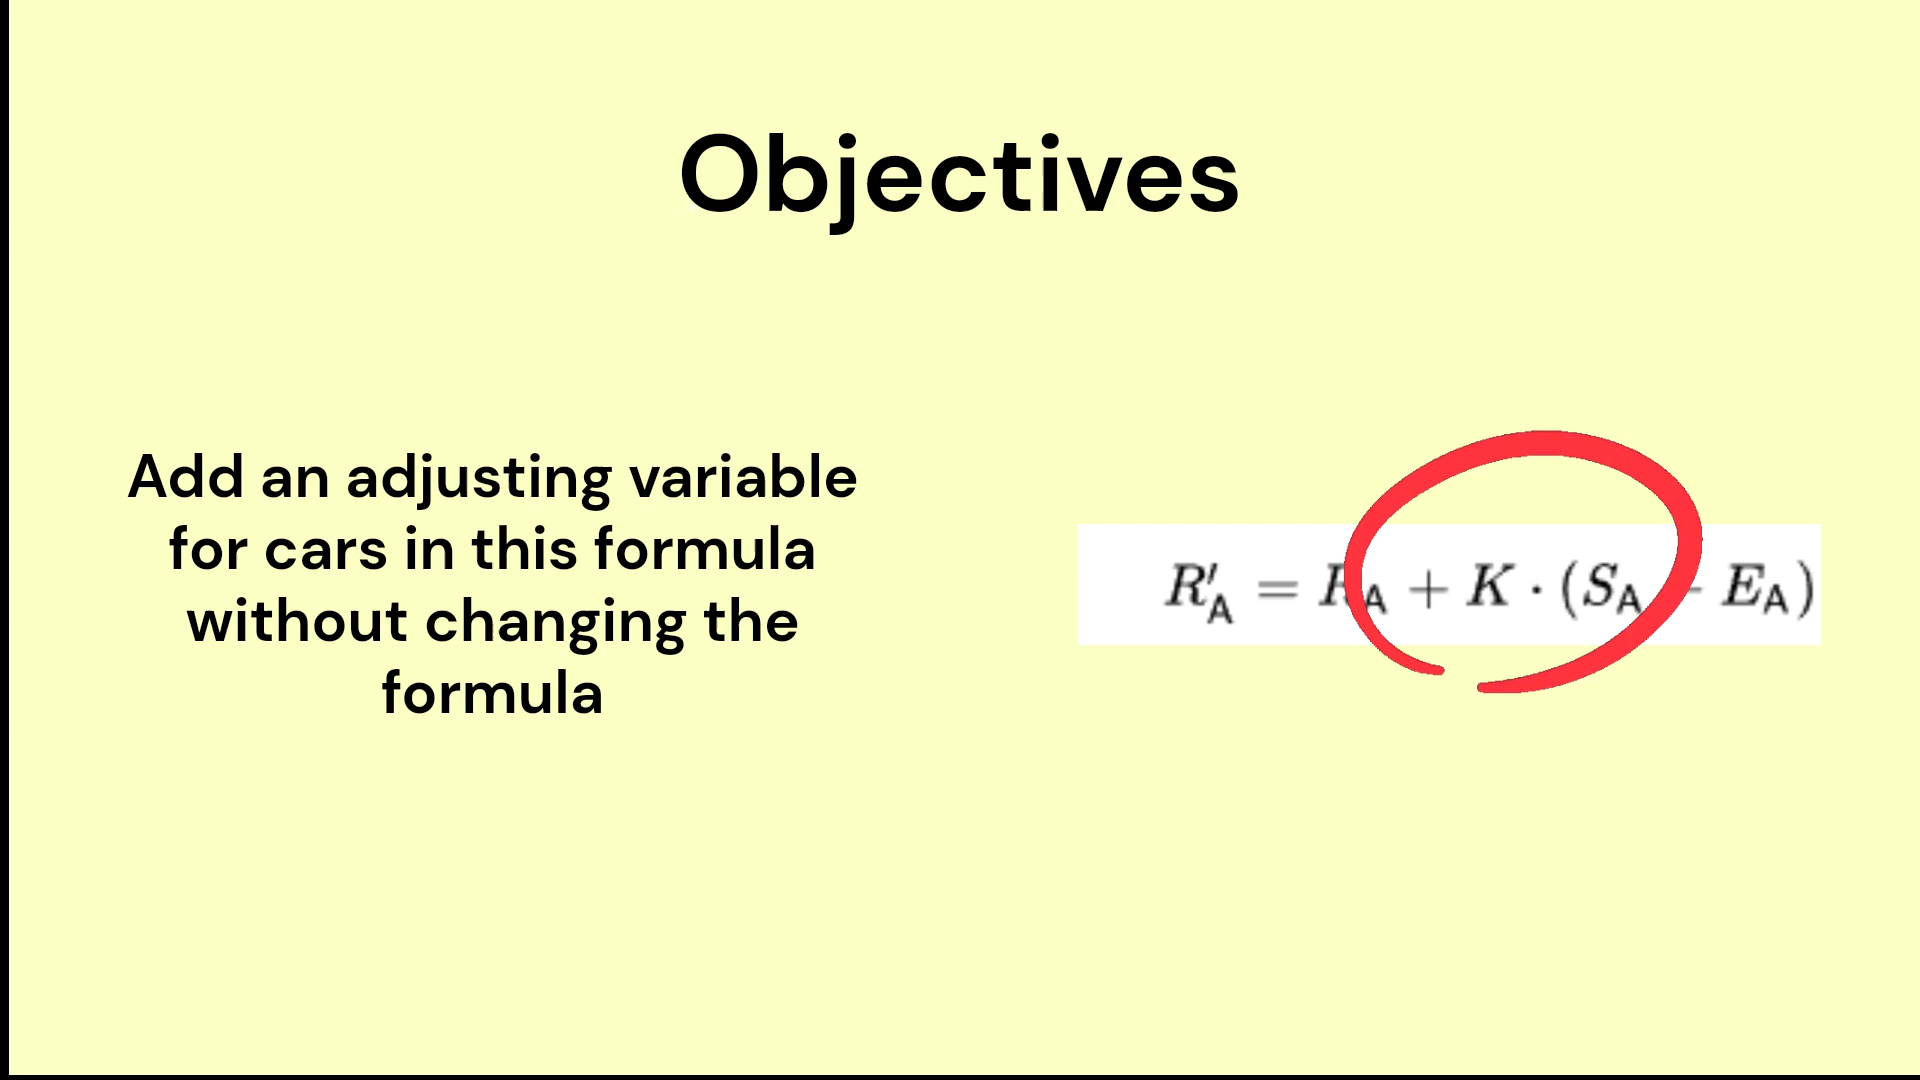 Objectives
Add an adjusting variable
for cars in this formula
without changing the
formula
R′A = RA + K · (SA - EA)